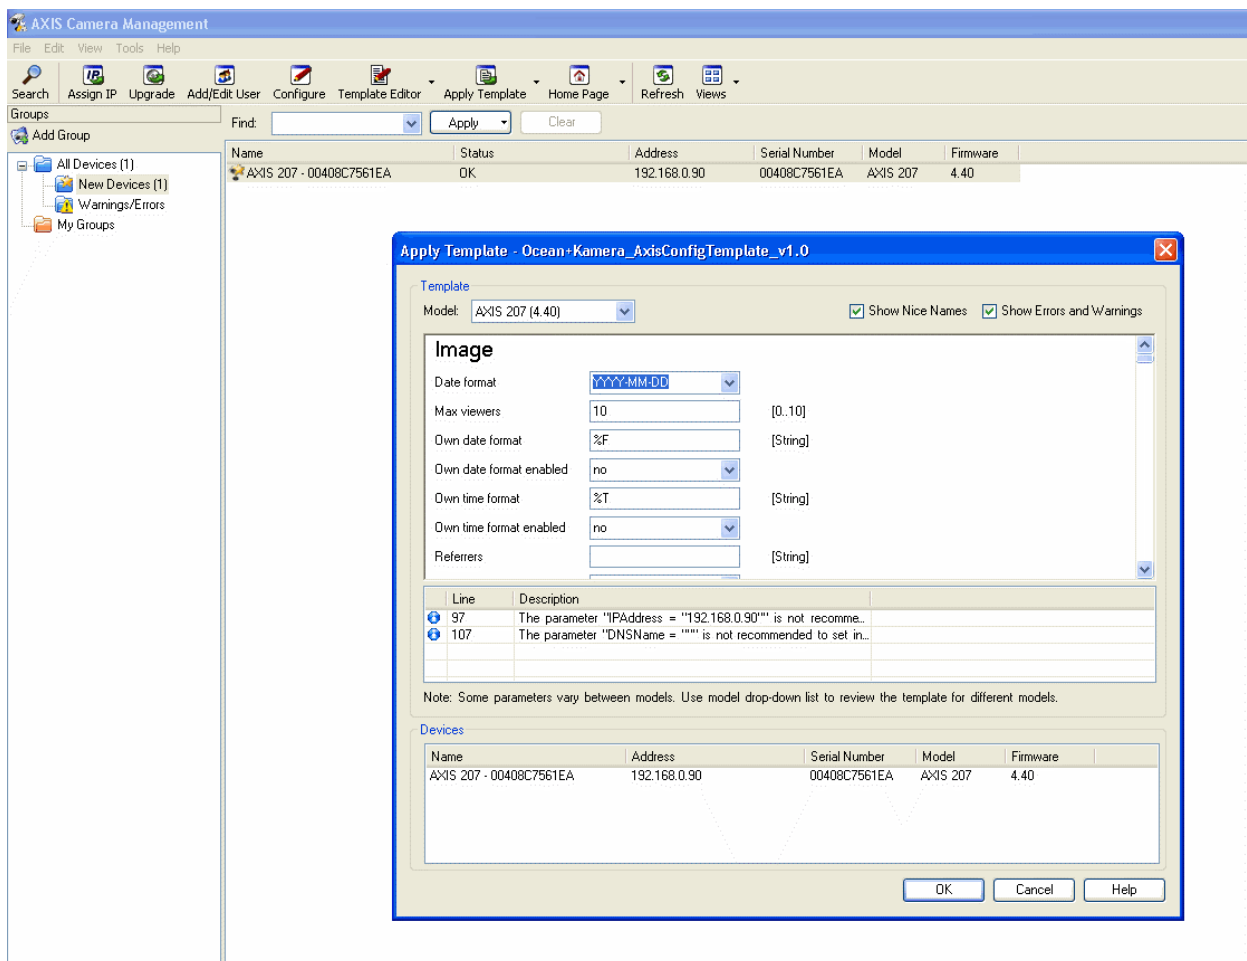 AXIS Camera Management
File Edit View Tools Help
Search Assign IP Upgrade Add/Edit User Configure Template Editor Apply Template Home Page Refresh Views
Groups
Add Group
All Devices (1)
New Devices (1)
Warnings/Errors
My Groups
Find: Apply Clear
Name Status Address Serial Number Model Firmware
AXIS 207 - 00408C7561EA OK 192.168.0.90 00408C7561EA AXIS 207 4.40
Apply Template - Ocean+Kamera_AxisConfigTemplate_v1.0
Template
Model: AXIS 207 (4.40) Show Nice Names Show Errors and Warnings
Image
Date format YYYY-MM-DD
Max viewers 10 [0..10]
Own date format %F [String]
Own date format enabled no
Own time format %T [String]
Own time format enabled no
Referrers [String]
Line Description
97 The parameter "IPAddress = "192.168.0.90"" is not recomme...
107 The parameter "DNSName = """ is not recommended to set in...
Note: Some parameters vary between models. Use model drop-down list to review the template for different models.
Devices
Name Address Serial Number Model Firmware
AXIS 207 - 00408C7561EA 192.168.0.90 00408C7561EA AXIS 207 4.40
OK Cancel Help